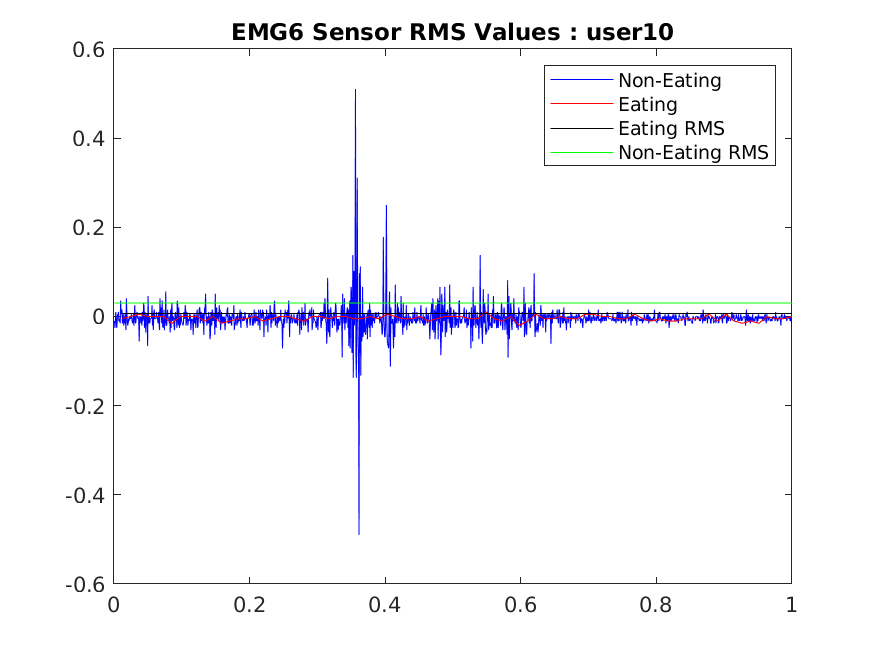 EMG6 Sensor RMS Values : user10
0.6
Non-Eating
Eating
Eating RMS
Non-Eating RMS
0.4
0.2
0
-0.2
-0.4
-0.6
0 0.2 0.4 0.6 0.8 1